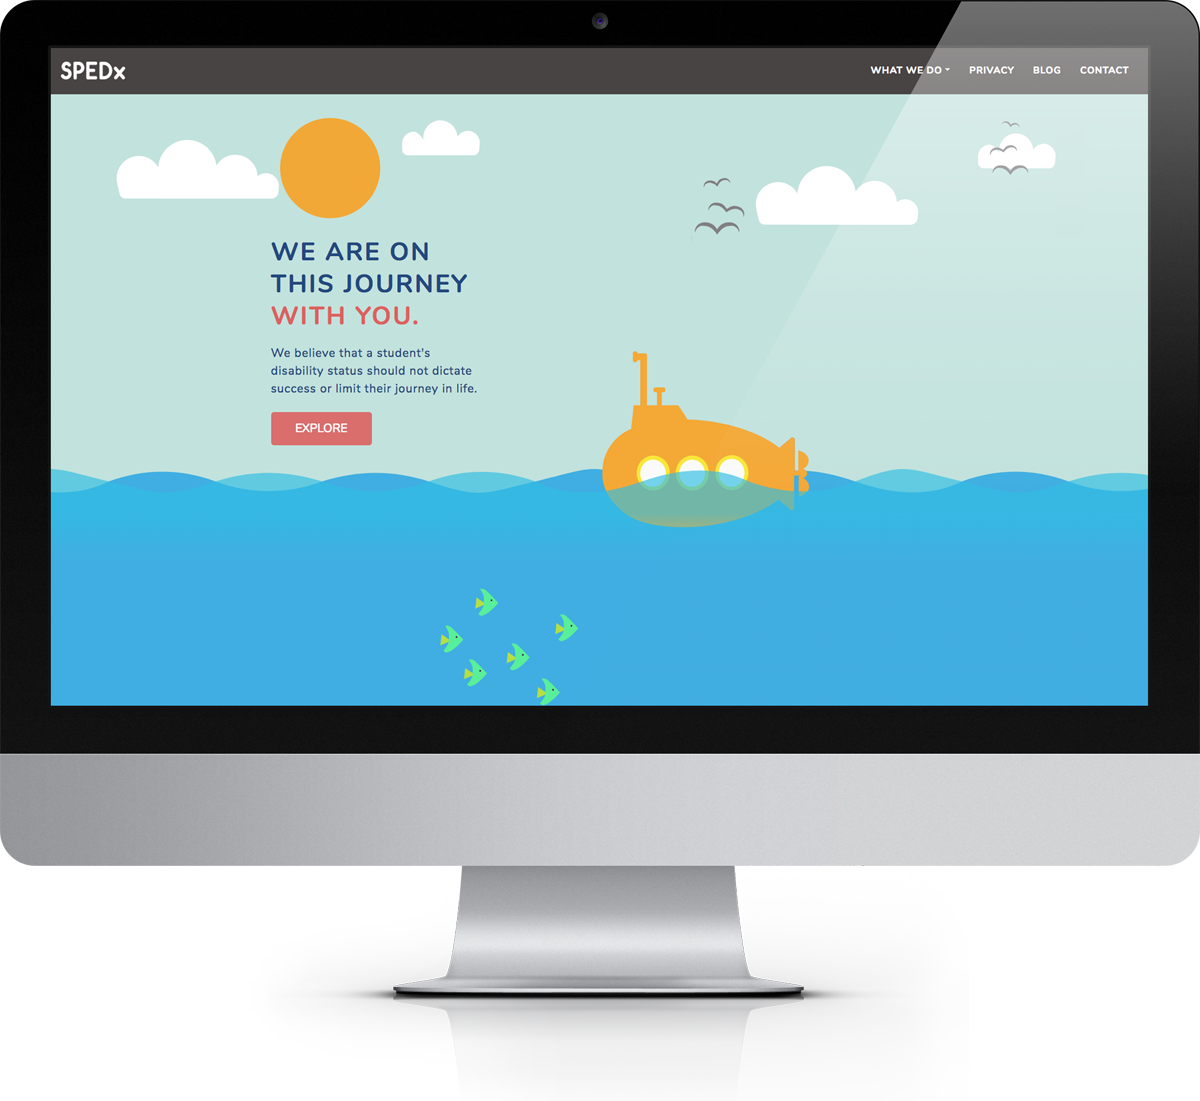 SPEDx
WHAT WE DO
PRIVACY
BLOG
CONTACT
WE ARE ON
THIS JOURNEY
WITH YOU.
We believe that a student's
disability status should not dictate
success or limit their journey in life.
EXPLORE